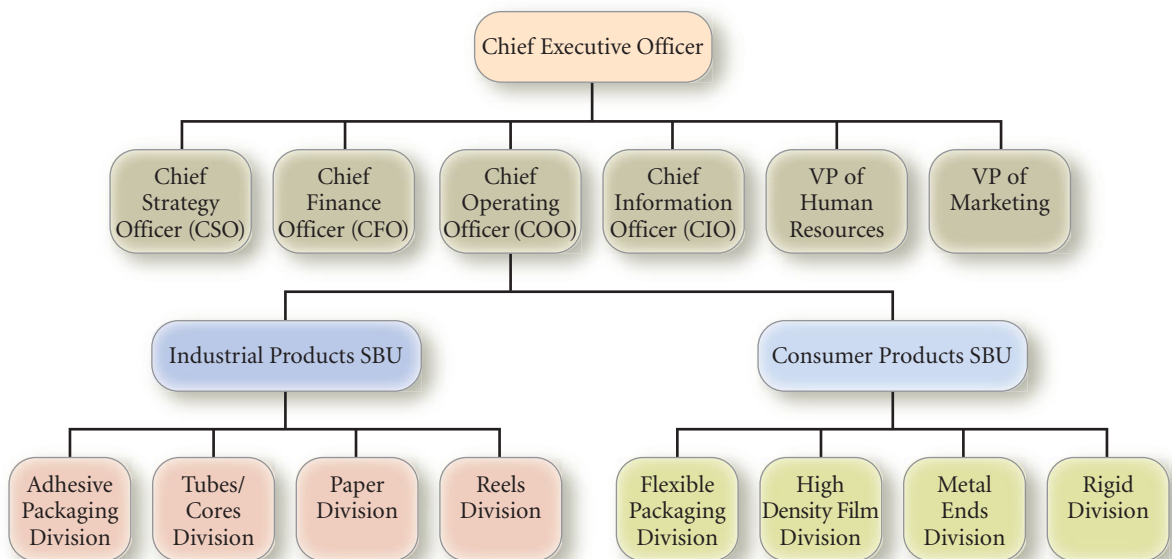 Chief Executive Officer
Chief
Strategy
Officer (CSO)
Chief
Finance
Officer (CFO)
Chief
Operating
Officer (COO)
Chief
Information
Officer (CIO)
VP of
Human
Resources
VP of
Marketing
Industrial Products SBU
Consumer Products SBU
Adhesive
Packaging
Division
Tubes/
Cores
Division
Paper
Division
Reels
Division
Flexible
Packaging
Division
High
Density Film
Division
Metal
Ends
Division
Rigid
Division